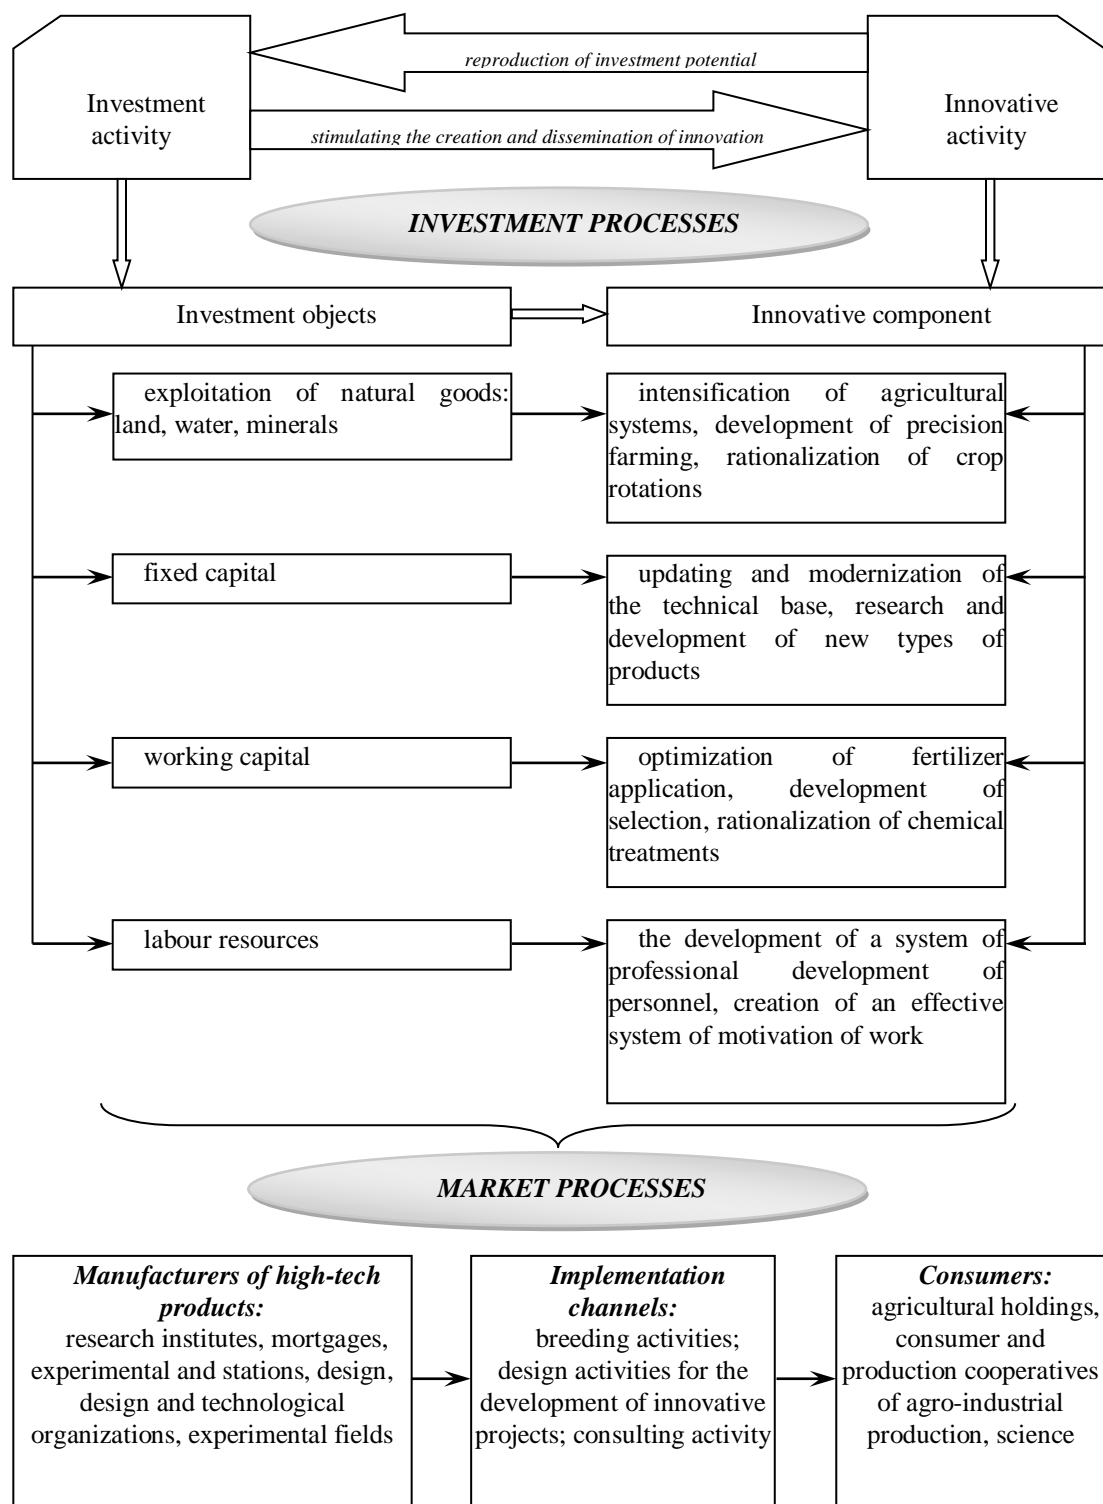 reproduction of investment potential
Investment
activity
Innovative
activity
stimulating the creation and dissemination of innovation
INVESTMENT PROCESSES
Investment objects
Innovative component
exploitation of natural goods:
land, water, minerals
intensification of agricultural
systems, development of precision
farming, rationalization of crop
rotations
fixed capital
updating and modernization of
the technical base, research and
development of new types of
products
working capital
optimization of fertilizer
application, development of
selection, rationalization of chemical
treatments
labour resources
the development of a system of
professional development of
personnel, creation of an effective
system of motivation of work
MARKET PROCESSES
Manufacturers of high-tech
products:
research institutes, mortgages,
experimental and stations, design,
design and technological
organizations, experimental fields
Implementation
channels:
breeding activities;
design activities for the
development of innovative
projects; consulting activity
Consumers:
agricultural holdings,
consumer and
production cooperatives
of agro-industrial
production, science